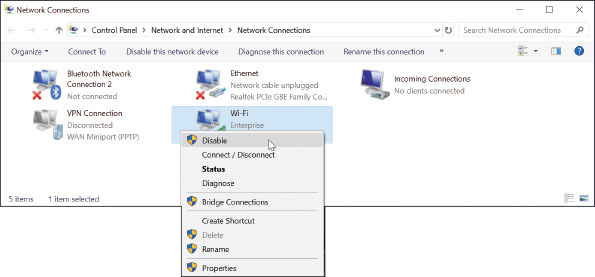 Network Connections
Control Panel > Network and Internet > Network Connections
Search Network Connections
Organize Connect To Disable this network device Diagnose this connection Rename this connection »
Bluetooth Network Connection 2
Not connected
Ethernet
Network cable unplugged
Realtek PCIe GBE Family Co...
Incoming Connections
No clients connected
VPN Connection
Disconnected
WAN Miniport (PPTP)
Wi-Fi
Enterprise
Disable
Connect / Disconnect
Status
Diagnose
Bridge Connections
Create Shortcut
Delete
Rename
Properties
5 items 1 item selected